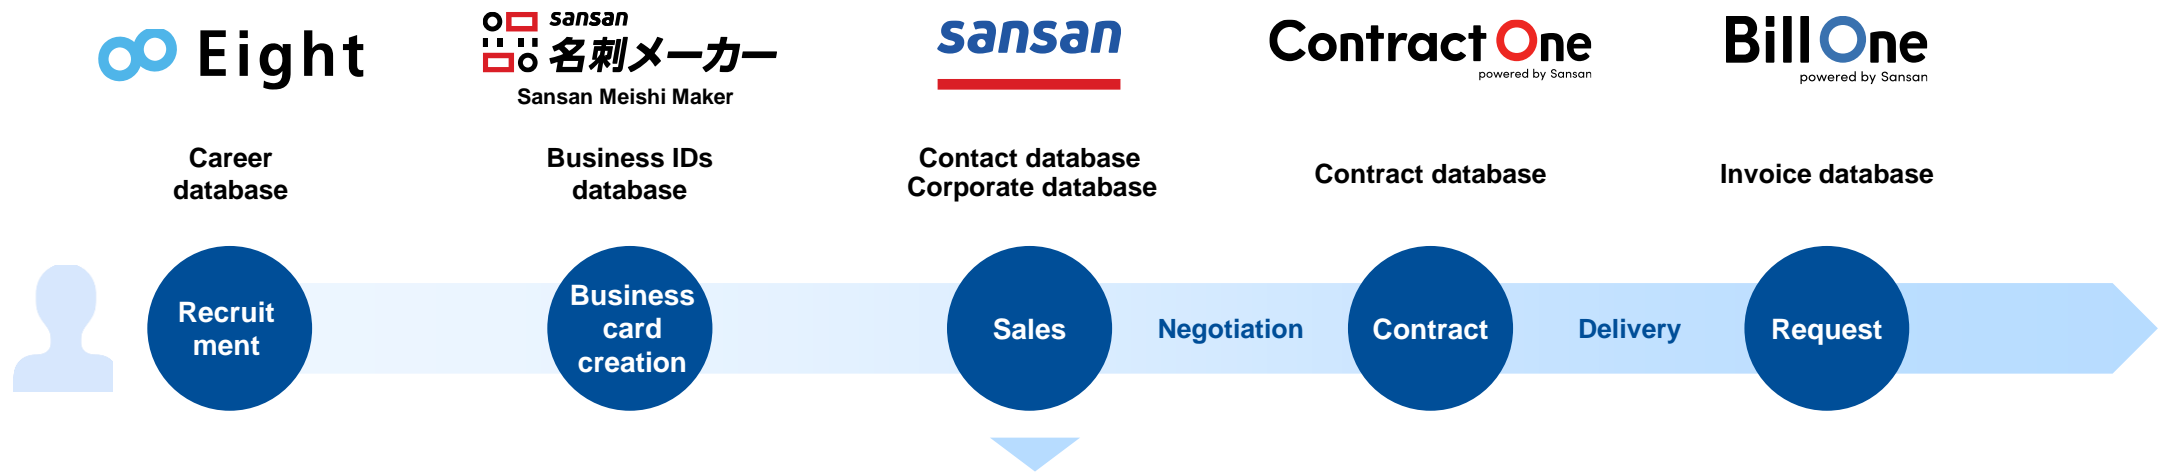 Eight
sansan
名刺メーカー
Sansan Meishi Maker
sansan
Contract One
powered by Sansan
Bill One
powered by Sansan
Career
database
Business IDs
database
Contact database
Corporate database
Contract database
Invoice database
Recruit
ment
Business
card
creation
Sales
Negotiation
Contract
Delivery
Request